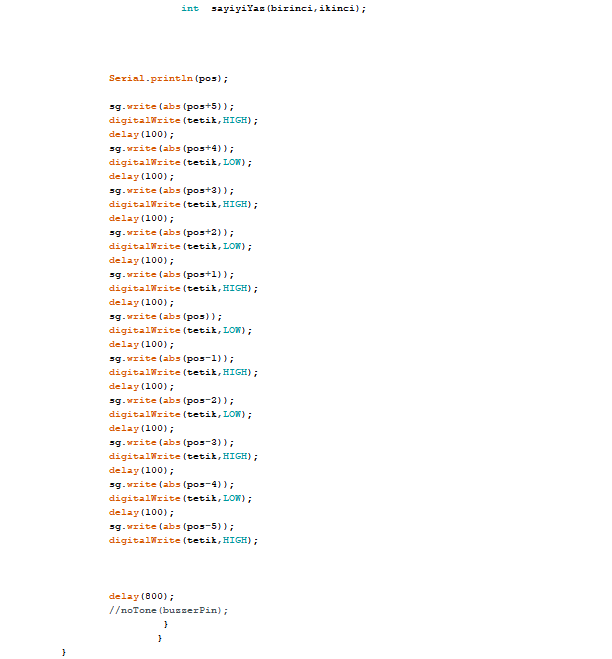 int  sayiyiYaz(birinci,ikinci);
Serial.println(pos);
sg.write(abs(pos+5));
digitalWrite(tetik,HIGH);
delay(100);
sg.write(abs(pos+4));
digitalWrite(tetik,LOW);
delay(100);
sg.write(abs(pos+3));
digitalWrite(tetik,HIGH);
delay(100);
sg.write(abs(pos+2));
digitalWrite(tetik,LOW);
delay(100);
sg.write(abs(pos+1));
digitalWrite(tetik,HIGH);
delay(100);
sg.write(abs(pos));
digitalWrite(tetik,LOW);
delay(100);
sg.write(abs(pos-1));
digitalWrite(tetik,HIGH);
delay(100);
sg.write(abs(pos-2));
digitalWrite(tetik,LOW);
delay(100);
sg.write(abs(pos-3));
digitalWrite(tetik,HIGH);
delay(100);
sg.write(abs(pos-4));
digitalWrite(tetik,LOW);
delay(100);
sg.write(abs(pos-5));
digitalWrite(tetik,HIGH);
delay(800);
//noTone(buzzerPin);
}
}
}